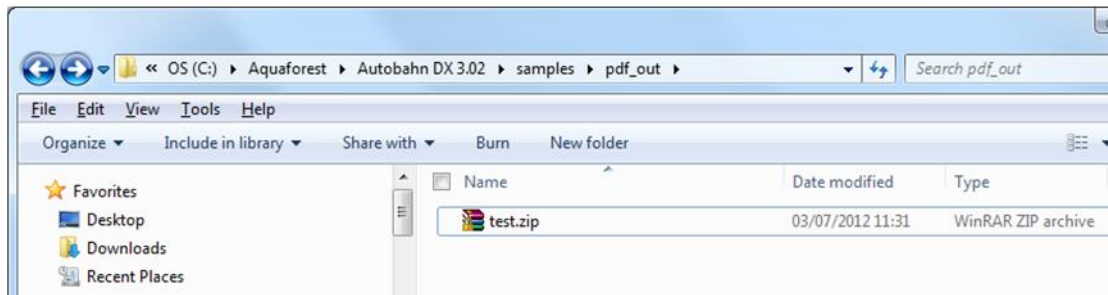 « OS (C:) ▸ Aquaforest ▸ Autobahn DX 3.02 ▸ samples ▸ pdf_out ▸ Search pdf_out
File Edit View Tools Help
Organize ▾ Include in library ▾ Share with ▾ Burn New folder
Favorites Name Date modified Type
Desktop test.zip 03/07/2012 11:31 WinRAR ZIP archive
Downloads
Recent Places